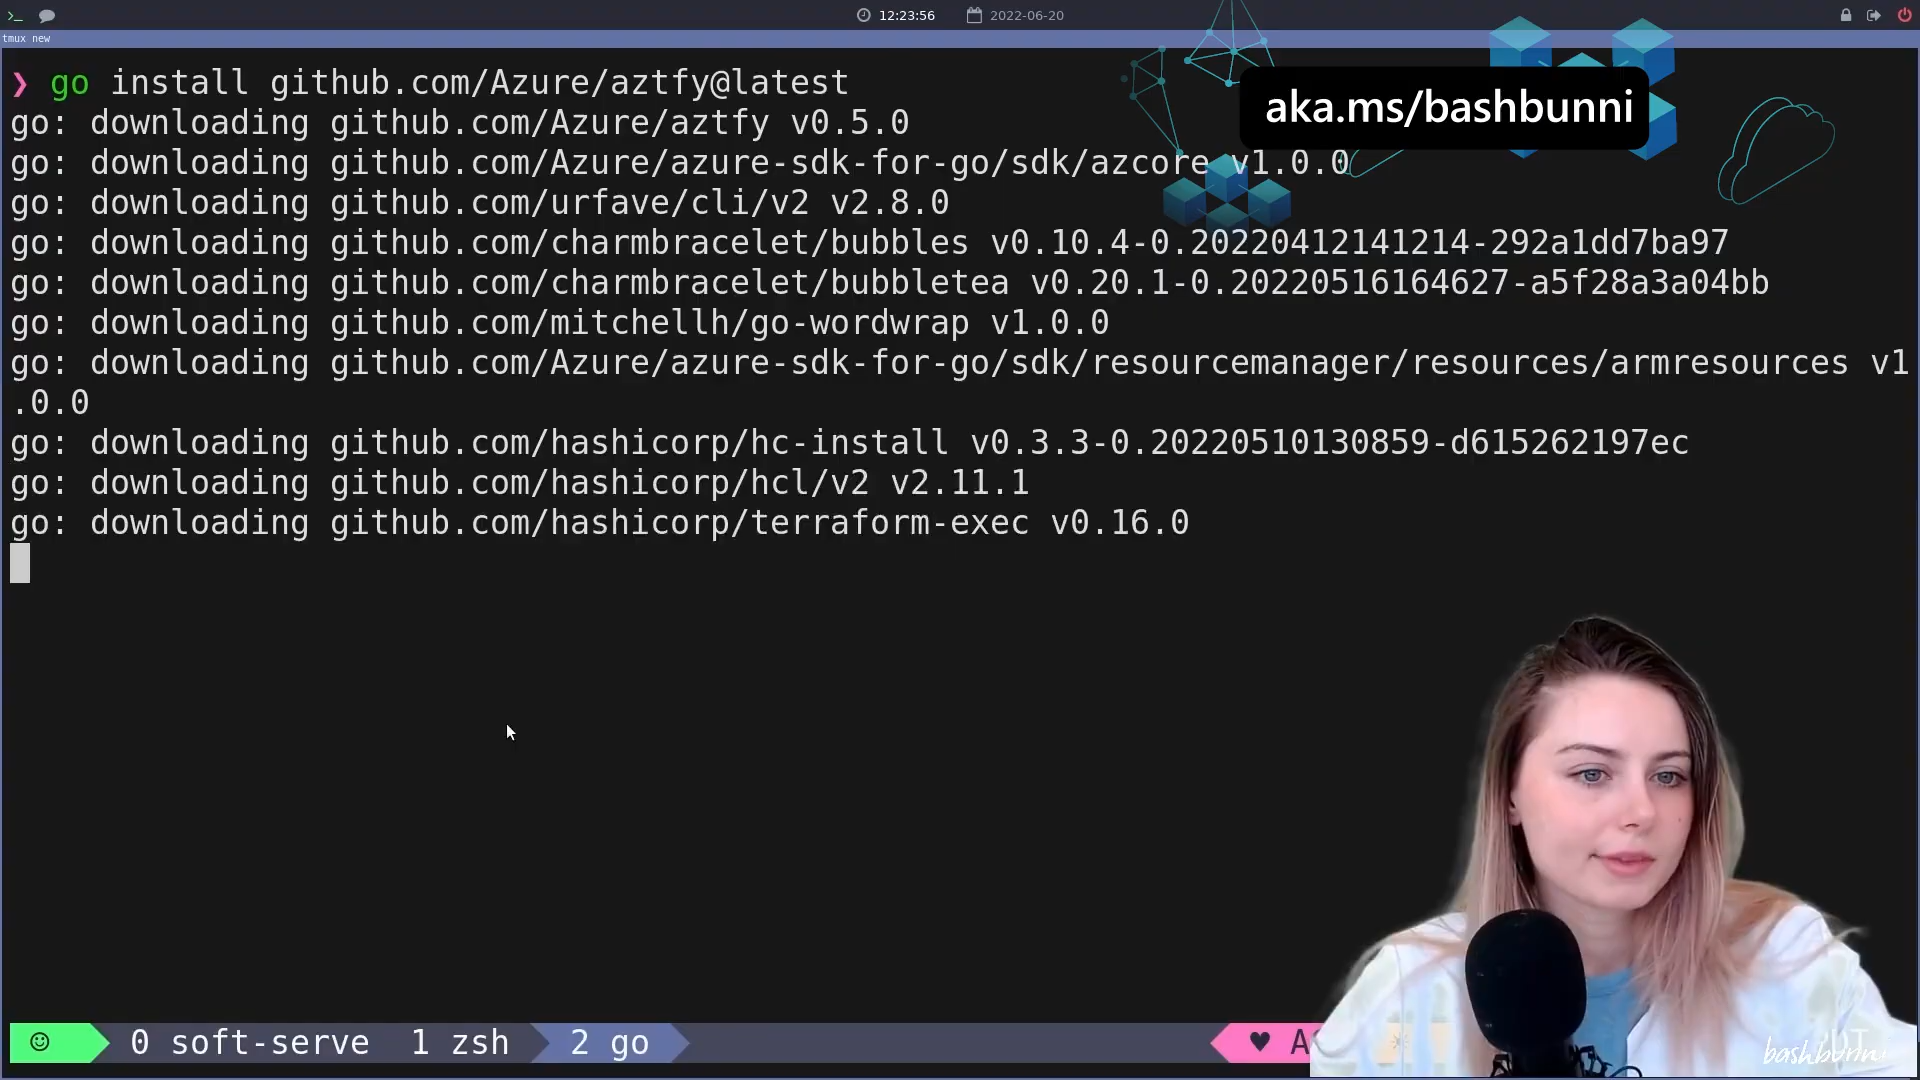 12:23:56 2022-06-20
tmux new
❯ go install github.com/Azure/aztfy@latest
aka.ms/bashbunni
go: downloading github.com/Azure/aztfy v0.5.0
go: downloading github.com/Azure/azure-sdk-for-go/sdk/azcore v1.0.0
go: downloading github.com/urfave/cli/v2 v2.8.0
go: downloading github.com/charmbracelet/bubbles v0.10.4-0.20220412141214-292a1dd7ba97
go: downloading github.com/charmbracelet/bubbletea v0.20.1-0.20220516164627-a5f28a3a04bb
go: downloading github.com/mitchellh/go-wordwrap v1.0.0
go: downloading github.com/Azure/azure-sdk-for-go/sdk/resourcemanager/resources/armresources v1
.0.0
go: downloading github.com/hashicorp/hc-install v0.3.3-0.20220510130859-d615262197ec
go: downloading github.com/hashicorp/hcl/v2 v2.11.1
go: downloading github.com/hashicorp/terraform-exec v0.16.0
0 soft-serve 1 zsh 2 go
bashbunni